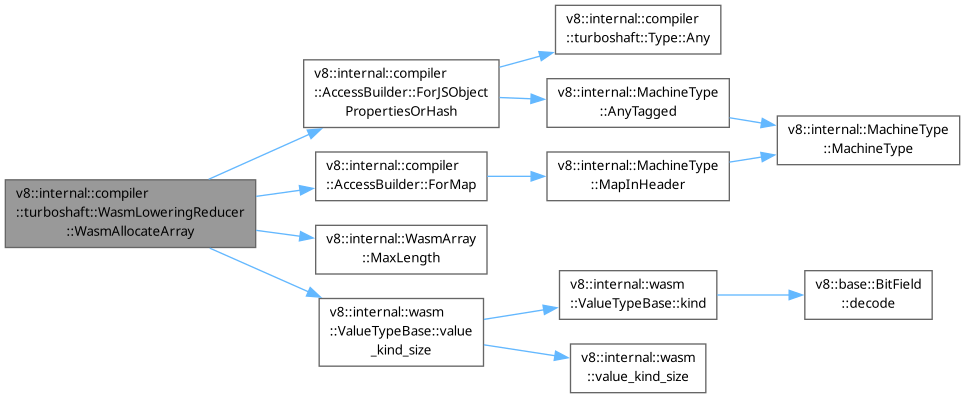 v8::internal::compiler
::turboshaft::WasmLoweringReducer
::WasmAllocateArray
v8::internal::compiler
::AccessBuilder::ForJSObject
PropertiesOrHash
v8::internal::compiler
::turboshaft::Type::Any
v8::internal::MachineType
::AnyTagged
v8::internal::MachineType
::MachineType
v8::internal::compiler
::AccessBuilder::ForMap
v8::internal::MachineType
::MapInHeader
v8::internal::WasmArray
::MaxLength
v8::internal::wasm
::ValueTypeBase::value
_kind_size
v8::internal::wasm
::ValueTypeBase::kind
v8::base::BitField
::decode
v8::internal::wasm
::value_kind_size